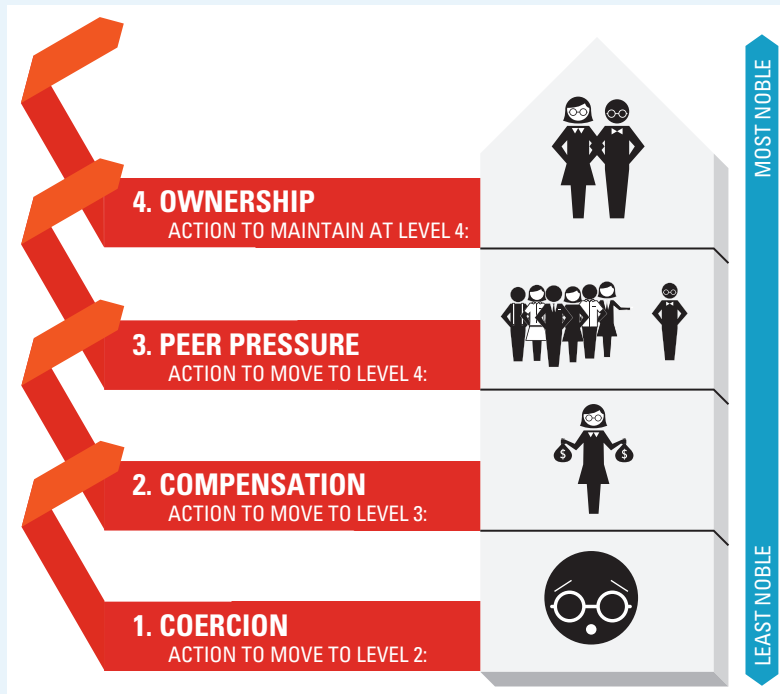 MOST NOBLE
4. OWNERSHIP
ACTION TO MAINTAIN AT LEVEL 4:
3. PEER PRESSURE
ACTION TO MOVE TO LEVEL 4:
2. COMPENSATION
ACTION TO MOVE TO LEVEL 3:
$ $
1. COERCION
ACTION TO MOVE TO LEVEL 2:
LEAST NOBLE